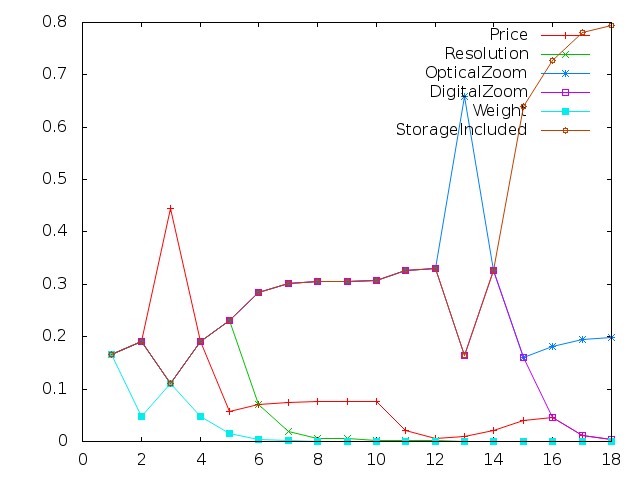 0.8
0.7
0.6
0.5
0.4
0.3
0.2
0.1
0
0 2 4 6 8 10 12 14 16 18
Price
Resolution
OpticalZoom
DigitalZoom
Weight
StorageIncluded